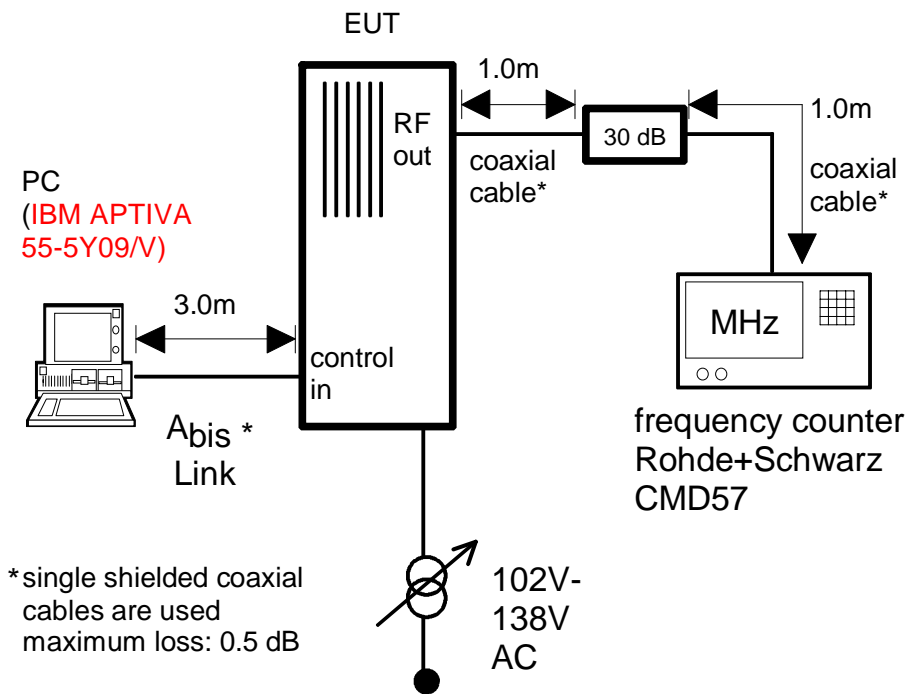 EUT
1.0m
RF
out
30 dB
1.0m
coaxial
cable*
coaxial
cable*
PC
(IBM APTIVA
55-5Y09/V)
3.0m
control
in
Abis *
Link
MHz
frequency counter
Rohde+Schwarz
CMD57
*single shielded coaxial
cables are used
maximum loss: 0.5 dB
102V-
138V
AC